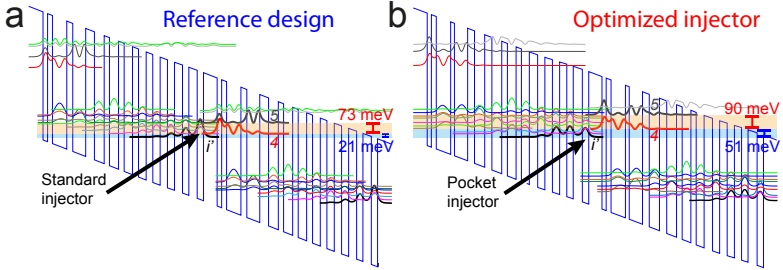 a
Reference design
5
73 meV
4
21 meV
i'
Standard
injector
b
Optimized injector
5
90 meV
4
51 meV
i'
Pocket
injector